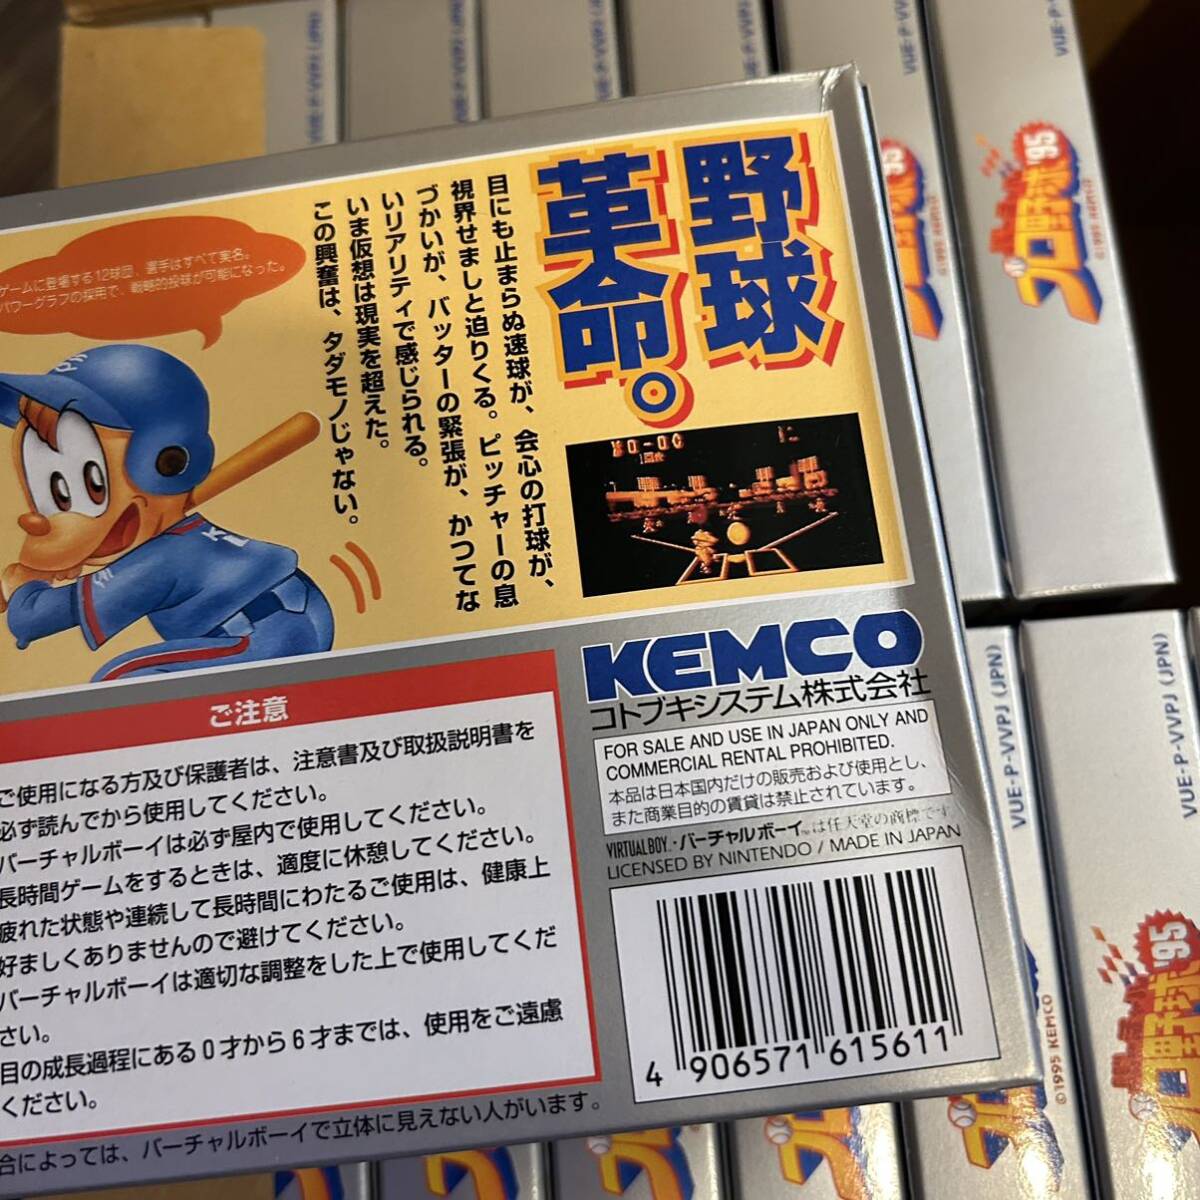 野球
革命。
目にも止まらぬ速球が、会心の打球が、
視界せましと迫りくる。ピッチャーの息
づかいが、バッターの緊張が、かつてな
いリアリティで感じられる。
いま仮想は現実を超えた。
この興奮は、タダモノじゃない。
ゲームに登場する12球団、選手はすべて実名。
パワーグラフの採用で、戦略的投球が可能になった。
KEMCO
コトブキシステム株式会社
FOR SALE AND USE IN JAPAN ONLY AND
COMMERCIAL RENTAL PROHIBITED.
本品は日本国内だけの販売および使用とし、
また商業目的の賃貸は禁止されています。
VIRTUAL BOY.・バーチャルボーイ™は任天堂の商標です
LICENSED BY NINTENDO / MADE IN JAPAN
4 906571 615611
ご注意
ご使用になる方及び保護者は、注意書及び取扱説明書を
必ず読んでから使用してください。
バーチャルボーイは必ず屋内で使用してください。
長時間ゲームをするときは、適度に休憩してください。
疲れた状態や連続して長時間にわたるご使用は、健康上
好ましくありませんので避けてください。
バーチャルボーイは適切な調整をした上で使用してくだ
さい。
目の成長過程にある0才から6才までは、使用をご遠慮
ください。
合によっては、バーチャルボーイで立体に見えない人がいます。
VUE-P-VVPJ (JPN)
VUE-P-VVPJ (JPN)
プロ野球'95
©1995 KEMCO
プロ野球'95
©1995 KEMCO